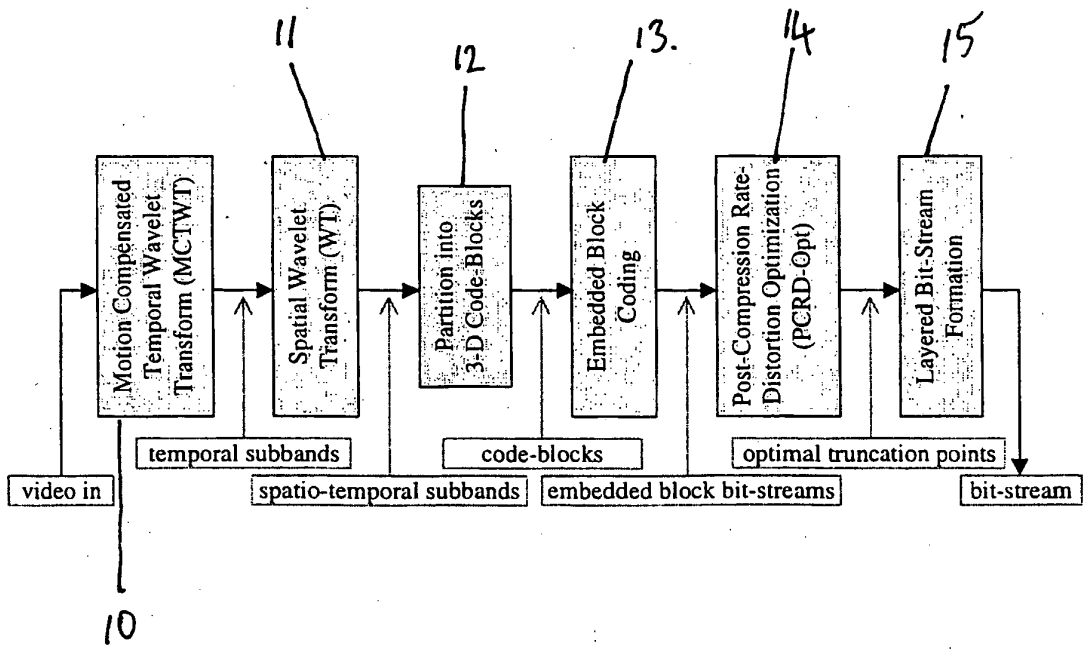 11
12
13.
14
15
Motion Compensated
Temporal Wavelet
Transform (MCTWT)
Spatial Wavelet
Transform (WT)
Partition into
3-D Code-Blocks
Embedded Block
Coding
Post-Compression Rate-
Distortion Optimization
(PCRD-Opt)
Layered Bit-Stream
Formation
temporal subbands
code-blocks
optimal truncation points
video in
spatio-temporal subbands
embedded block bit-streams
bit-stream
10